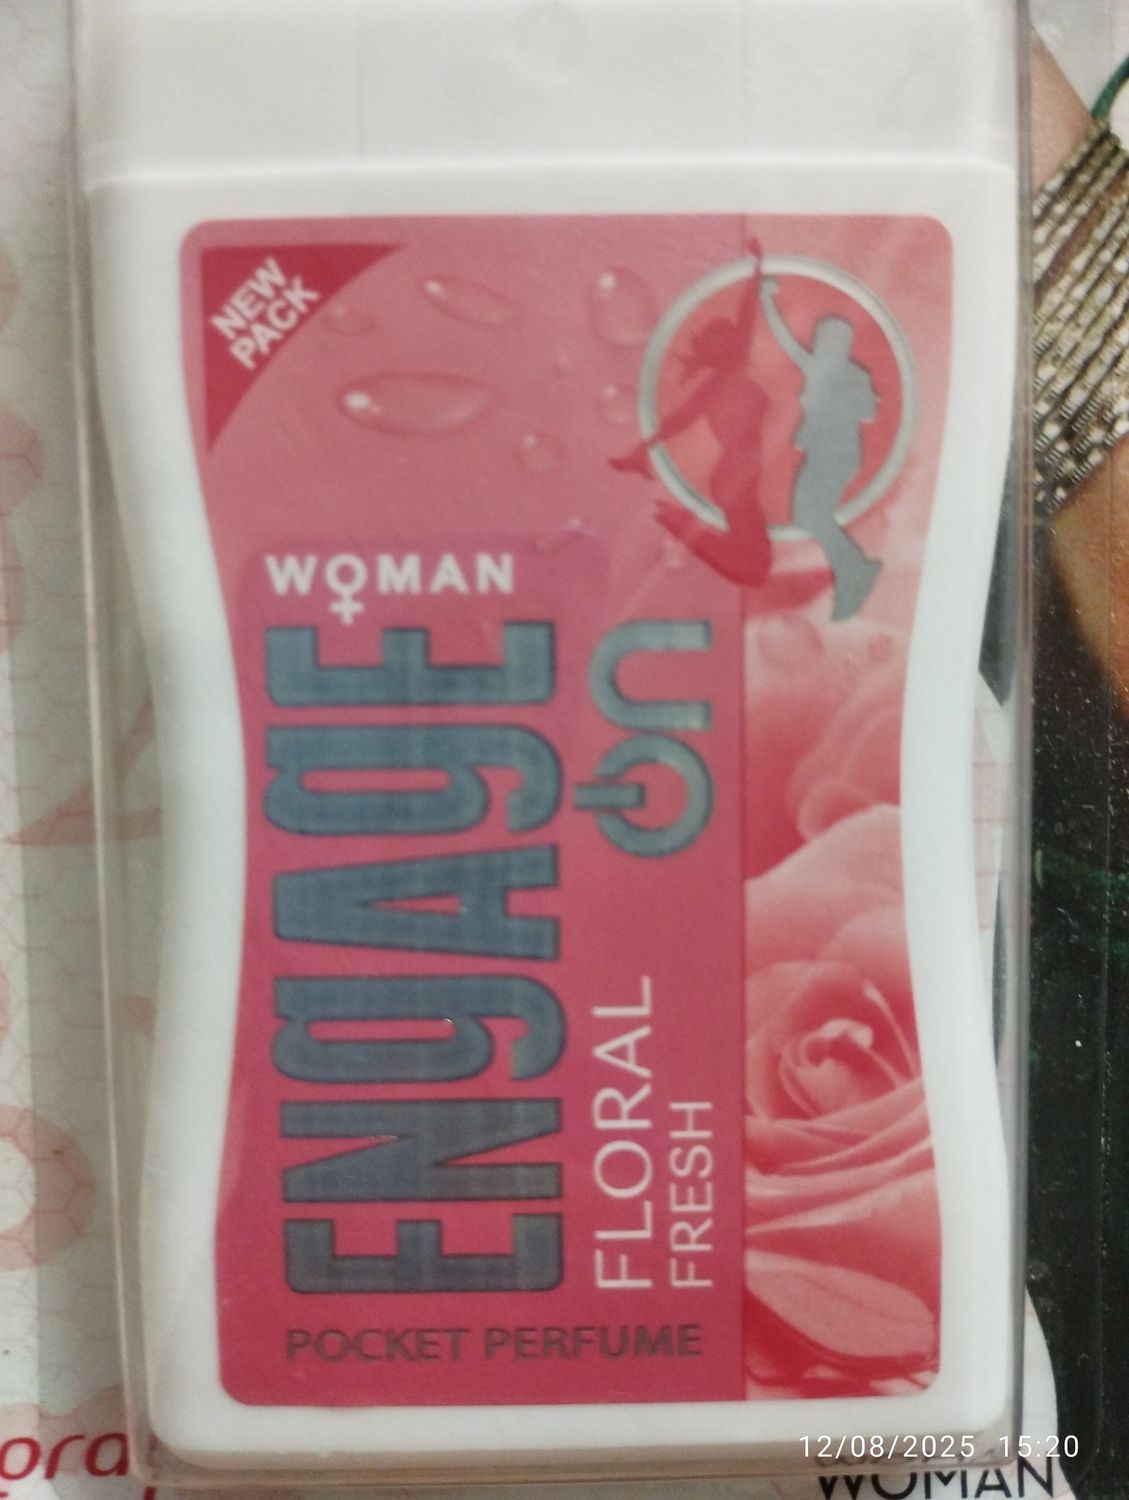 NEW
PACK
WOMAN
ENGAGE
ON
FLORAL
FRESH
POCKET PERFUME
12/08/2025 15:20
WOMAN